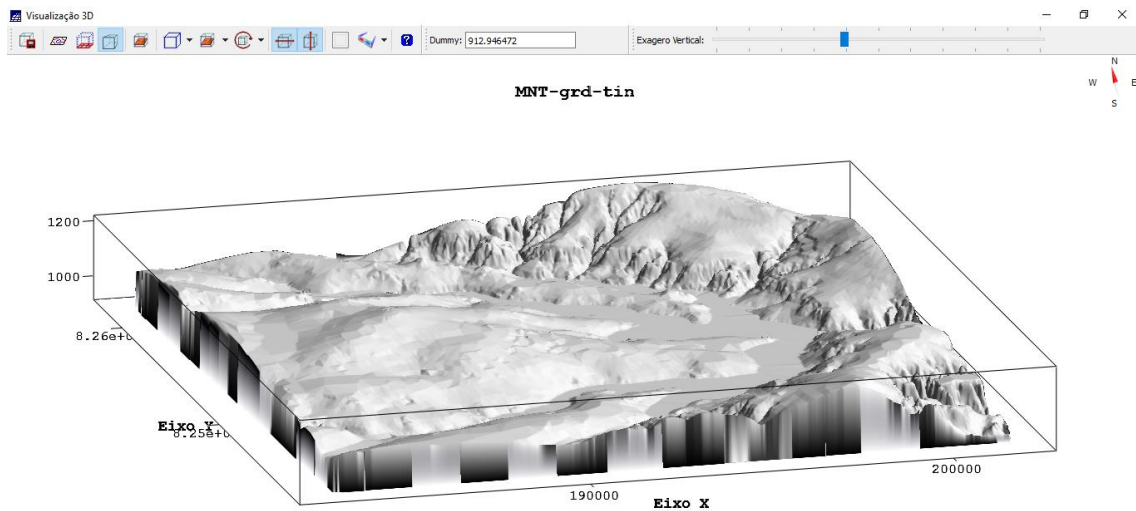 Visualização 3D
Dummy: 912.946472
Exagero Vertical:
N
W E
S
MNT-grd-tin
1200
1000
8.26e+0
Eixo Y
8.25e+0
190000
200000
Eixo X